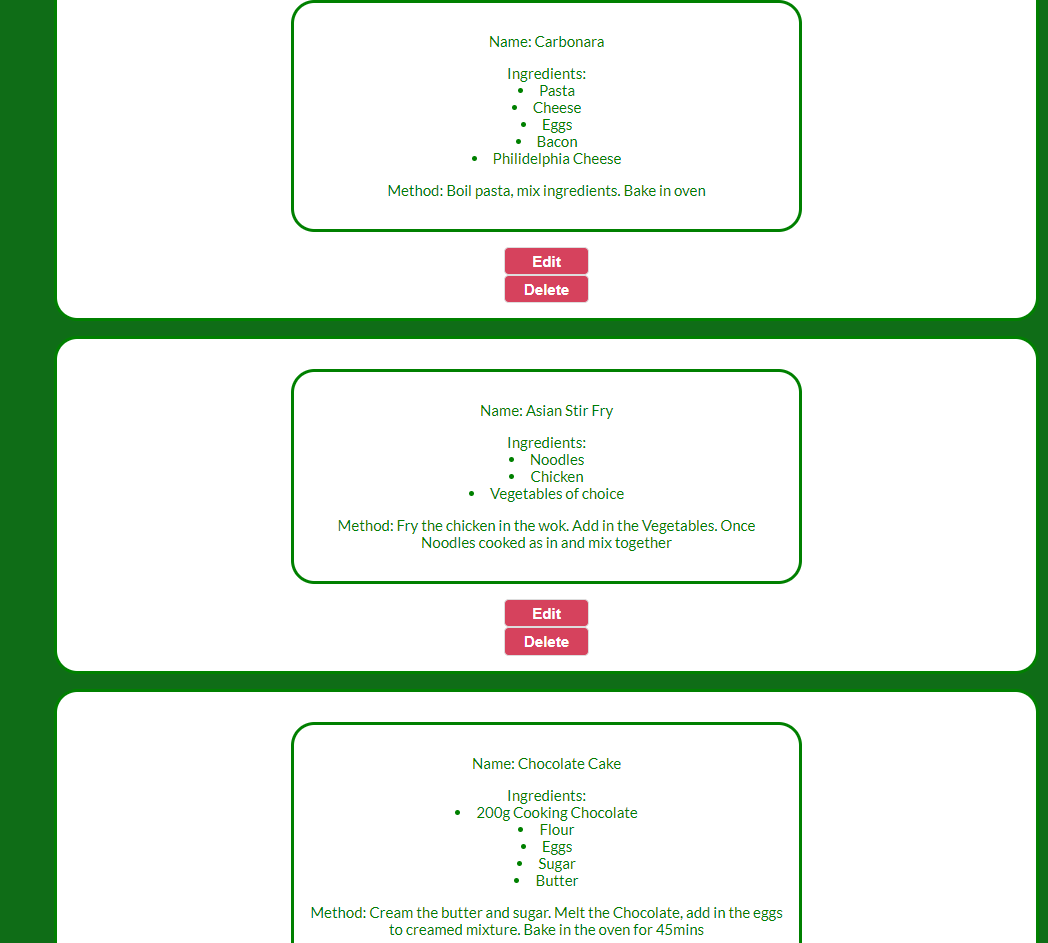 Name: Carbonara
Ingredients:
• Pasta
• Cheese
• Eggs
• Bacon
• Philidelphia Cheese
Method: Boil pasta, mix ingredients. Bake in oven
Edit
Delete
Name: Asian Stir Fry
Ingredients:
• Noodles
• Chicken
• Vegetables of choice
Method: Fry the chicken in the wok. Add in the Vegetables. Once
Noodles cooked as in and mix together
Edit
Delete
Name: Chocolate Cake
Ingredients:
• 200g Cooking Chocolate
• Flour
• Eggs
• Sugar
• Butter
Method: Cream the butter and sugar. Melt the Chocolate, add in the eggs
to creamed mixture. Bake in the oven for 45mins